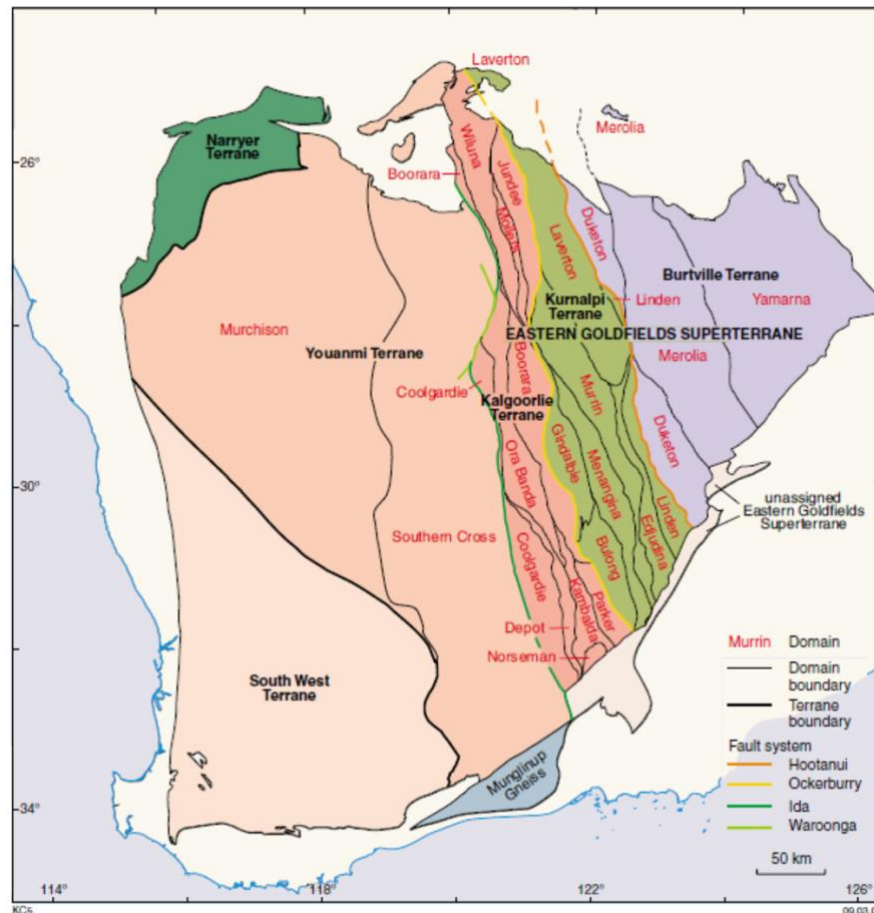 Laverton
Narryer
Terrane
Merolia
26°
Wiluna
Boorara
Jundee
Moilers
Duketon
Laverton
Burtville Terrane
Kurnalpi
Terrane
Linden
Yamarna
Murchison
EASTERN GOLDFIELDS SUPERTERRANE
Youanmi Terrane
Merolia
Boorara
Coolgardie
Kalgoorlie
Terrane
Murrin
Gindalbie
Duketon
Ora Banda
Menangina
30°
Linden
unassigned
Eastern Goldfields
Superterrane
Southern Cross
Coolgardie
Edjudina
Bulong
Parker
Kambalda
Depot
Norseman
Murrin Domain
Domain
boundary
Terrane
boundary
South West
Terrane
Fault system
Hootanui
Ockerburry
Ida
Waroonga
Munglinup
Gneiss
34°
50 km
114°
118°
122°
126°
KCs